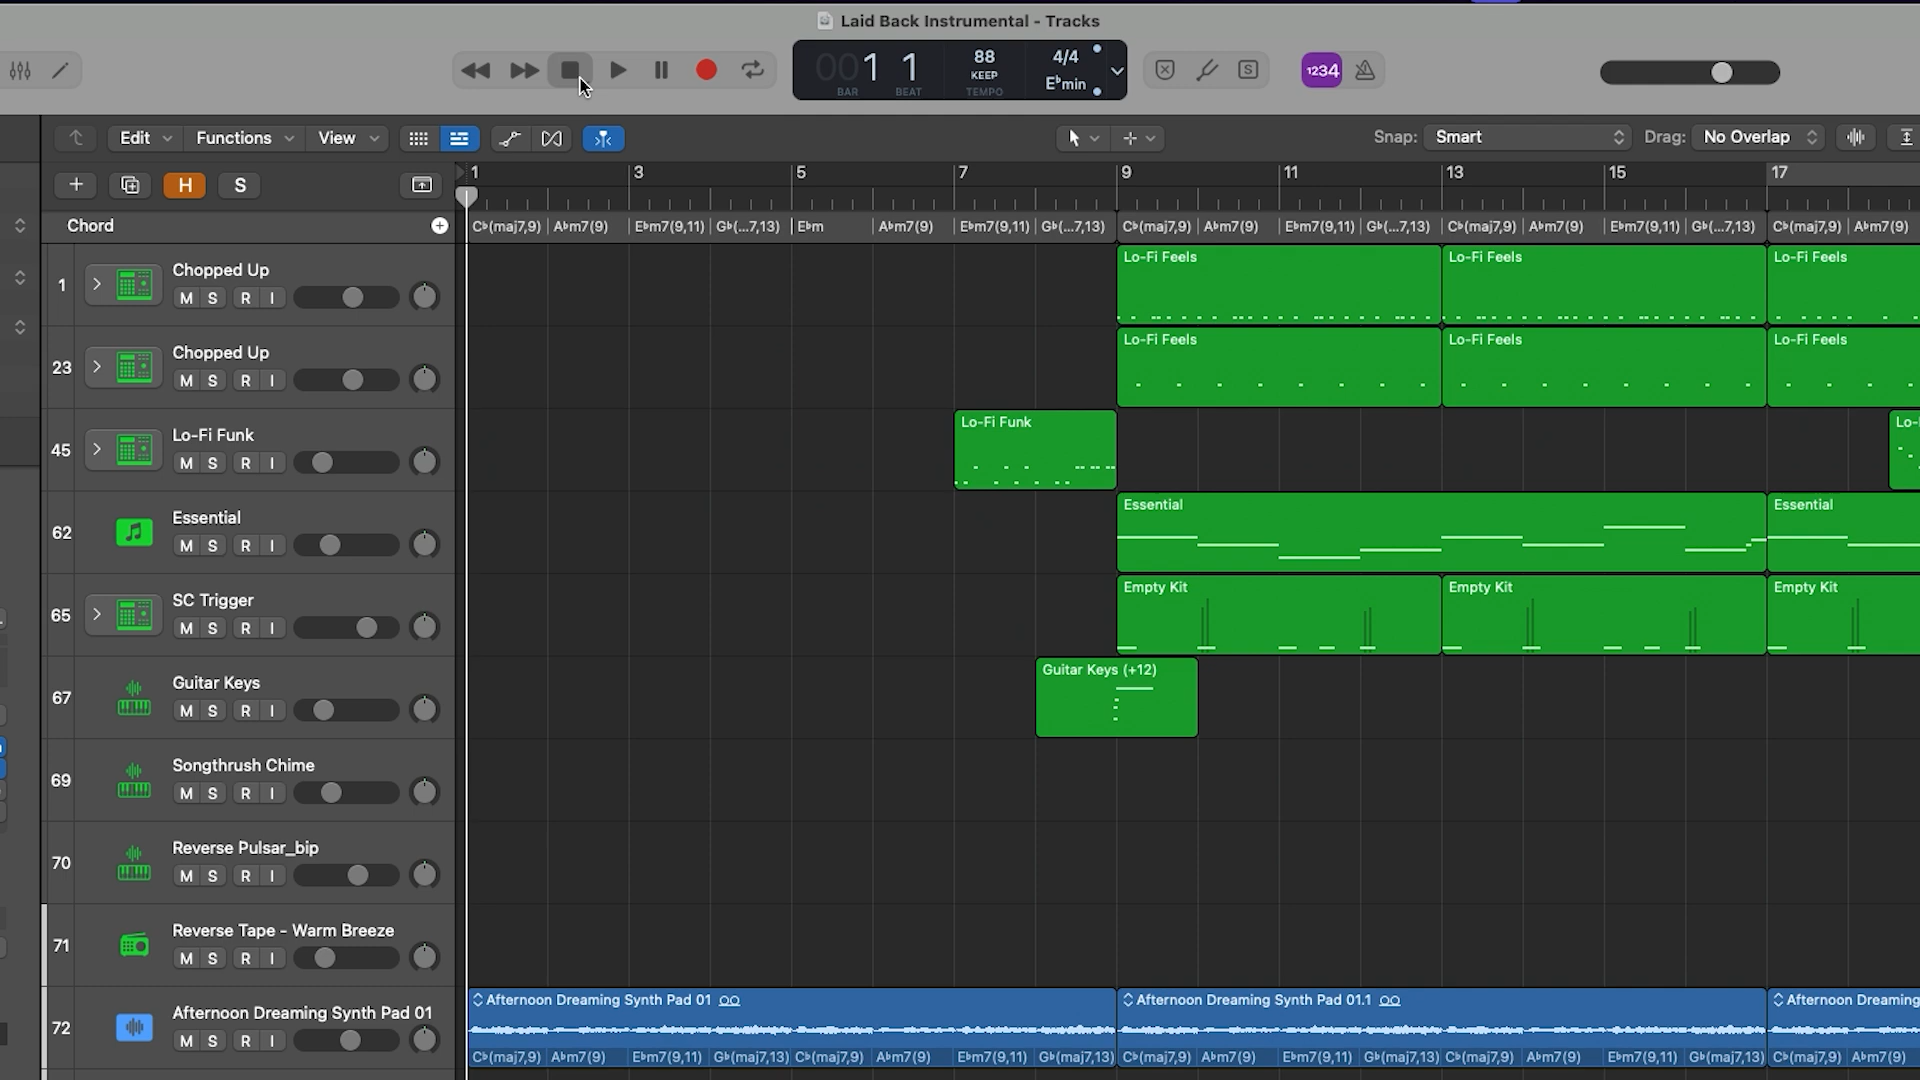 Laid Back Instrumental - Tracks
001 1 88 4/4
KEEP E♭min
BAR BEAT TEMPO
S 1234
Edit Functions View Snap: Smart Drag: No Overlap
H S
1 3 5 7 9 11 13 15 17
Chord C♭(maj7,9) A♭m7(9) E♭m7(9,11) G♭(...7,13) E♭m A♭m7(9) E♭m7(9,11) G♭(...7,13) C♭(maj7,9) A♭m7(9) E♭m7(9,11) G♭(...7,13) C♭(maj7,9) A♭m7(9) E♭m7(9,11) G♭(...7,13) C♭(maj7,9) A♭m7(9)
Lo-Fi Feels Lo-Fi Feels Lo-Fi Feels
1 Chopped Up
M S R I
Lo-Fi Feels Lo-Fi Feels Lo-Fi Feels
23 Chopped Up
M S R I
Lo-Fi Funk
45 Lo-Fi Funk
M S R I
Essential Essential
62 Essential
M S R I
Empty Kit Empty Kit Empty Kit
65 SC Trigger
M S R I
Guitar Keys (+12)
67 Guitar Keys
M S R I
69 Songthrush Chime
M S R I
70 Reverse Pulsar_bip
M S R I
71 Reverse Tape - Warm Breeze
M S R I
Afternoon Dreaming Synth Pad 01 Afternoon Dreaming Synth Pad 01.1 Afternoon Dreaming
72 Afternoon Dreaming Synth Pad 01
M S R I
C♭(maj7,9) A♭m7(9) E♭m7(9,11) G♭(maj7,13) C♭(maj7,9) A♭m7(9) E♭m7(9,11) G♭(maj7,13) C♭(maj7,9) A♭m7(9) E♭m7(9,11) G♭(maj7,13) C♭(maj7,9) A♭m7(9) E♭m7(9,11) G♭(maj7,13) C♭(maj7,9) A♭m7(9)